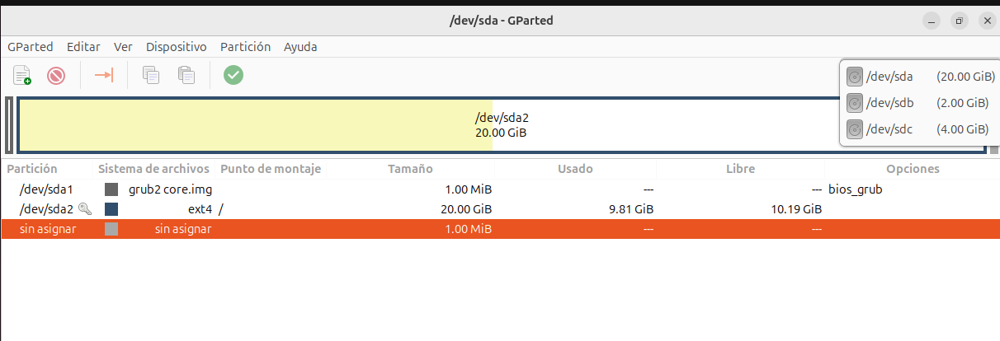 /dev/sda - GParted
GParted Editar Ver Dispositivo Partición Ayuda
/dev/sda (20.00 GiB)
/dev/sdb (2.00 GiB)
/dev/sdc (4.00 GiB)
/dev/sda2
20.00 GiB
Partición Sistema de archivos Punto de montaje Tamaño Usado Libre Opciones
/dev/sda1 grub2 core.img 1.00 MiB --- --- bios_grub
/dev/sda2 ext4 / 20.00 GiB 9.81 GiB 10.19 GiB
sin asignar sin asignar 1.00 MiB --- ---